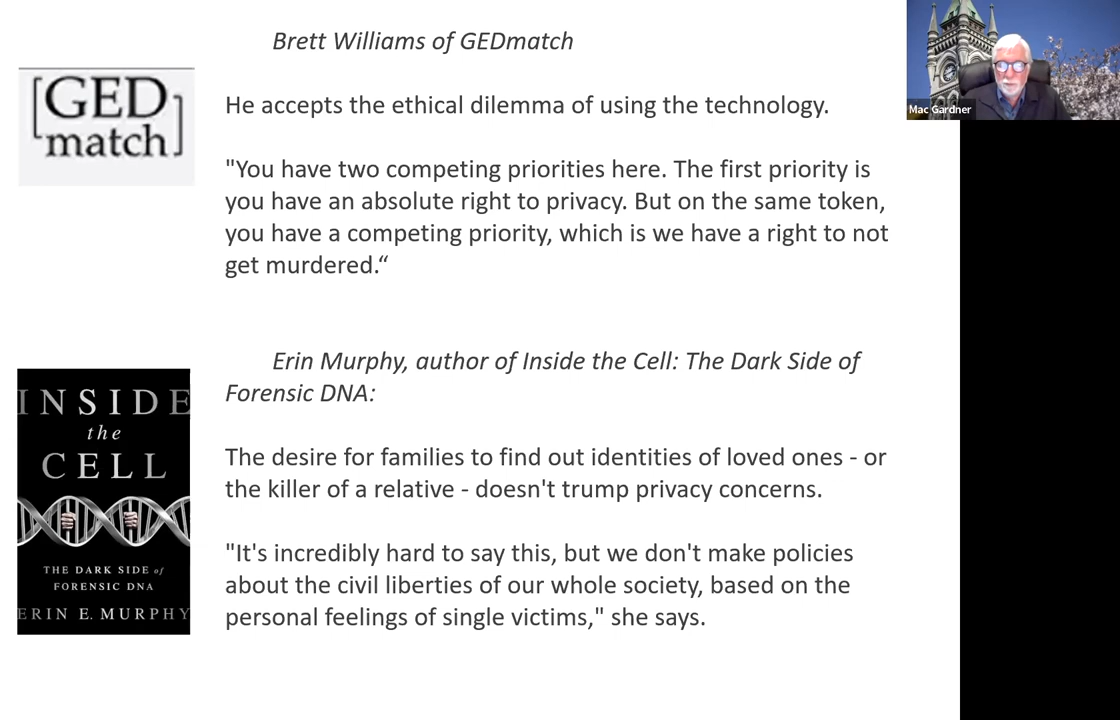 Brett Williams of GEDmatch
[GED
match]
He accepts the ethical dilemma of using the technology.
"You have two competing priorities here. The first priority is
you have an absolute right to privacy. But on the same token,
you have a competing priority, which is we have a right to not
get murdered.“
Mac Gardner
Erin Murphy, author of Inside the Cell: The Dark Side of
Forensic DNA:
INSIDE
the
CELL
THE DARK SIDE of
FORENSIC DNA
ERIN E. MURPHY
The desire for families to find out identities of loved ones - or
the killer of a relative - doesn't trump privacy concerns.
"It's incredibly hard to say this, but we don't make policies
about the civil liberties of our whole society, based on the
personal feelings of single victims," she says.